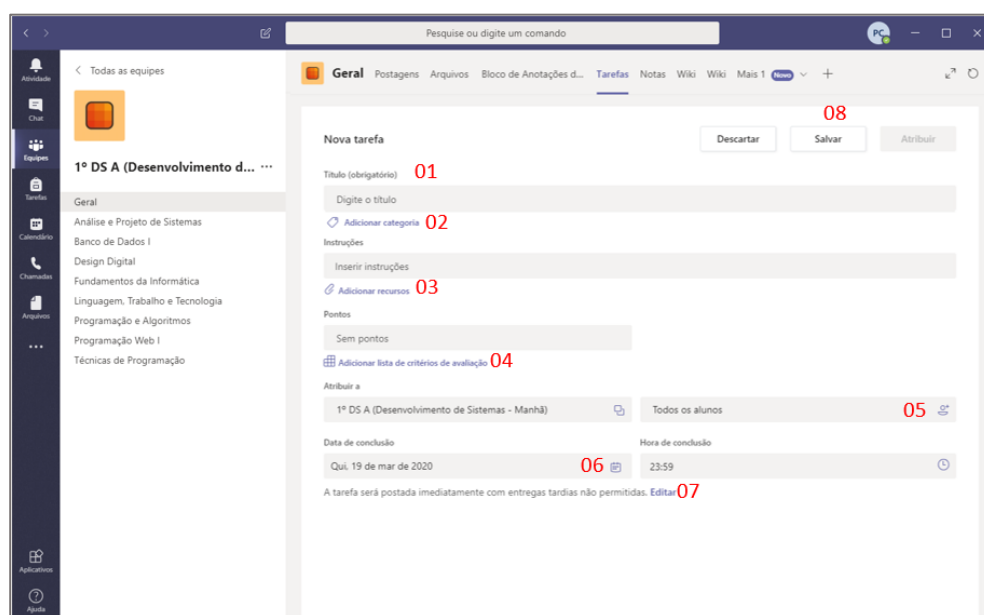 Pesquise ou digite um comando
PC
Atividade
Chat
Equipes
Tarefas
Calendário
Chamadas
Arquivos
Aplicativos
Ajuda
Todas as equipes
1º DS A (Desenvolvimento d... ...
Geral
Análise e Projeto de Sistemas
Banco de Dados I
Design Digital
Fundamentos da Informática
Linguagem, Trabalho e Tecnologia
Programação e Algoritmos
Programação Web I
Técnicas de Programação
Geral Postagens Arquivos Bloco de Anotações d... Tarefas Notas Wiki Wiki Mais 1 Novo
08
Nova tarefa Descartar Salvar Atribuir
Título (obrigatório) 01
Digite o título
Adicionar categoria 02
Instruções
Inserir instruções
Adicionar recursos 03
Pontos
Sem pontos
Adicionar lista de critérios de avaliação 04
Atribuir a
1º DS A (Desenvolvimento de Sistemas - Manhã) Todos os alunos 05
Data de conclusão Hora de conclusão
Qui. 19 de mar de 2020 06 23:59
A tarefa será postada imediatamente com entregas tardias não permitidas. Editar 07